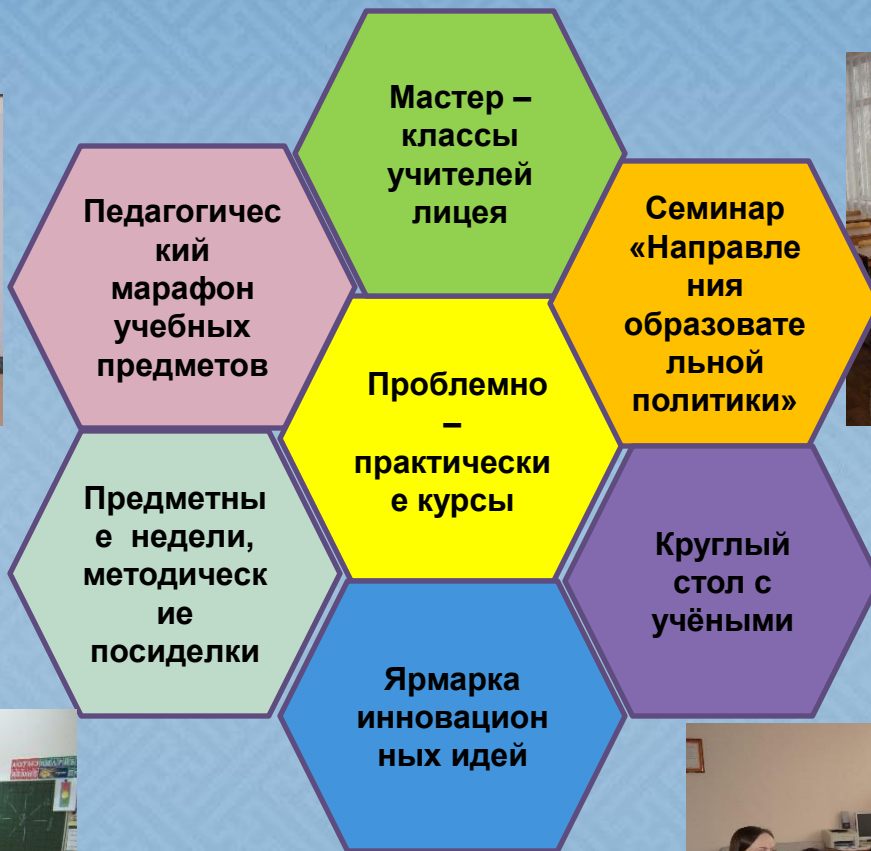 Мастер –
классы
учителей
лицея
Педагогичес
кий
марафон
учебных
предметов
Семинар
«Направле
ния
образовате
льной
политики»
Проблемно
–
практически
е курсы
Предметны
е недели,
методическ
ие
посиделки
Круглый
стол с
учёными
Ярмарка
инновацион
ных идей